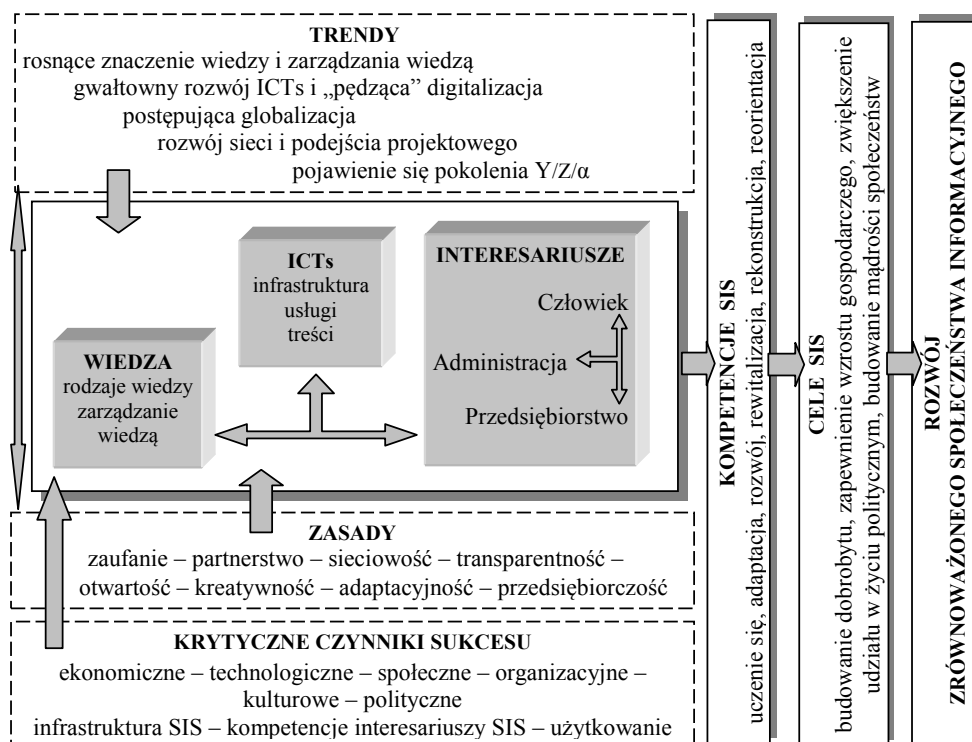 TRENDY
rosnące znaczenie wiedzy i zarządzania wiedzą
gwałtowny rozwój ICTs i „pędząca” digitalizacja
postępująca globalizacja
rozwój sieci i podejścia projektowego
pojawienie się pokolenia Y/Z/α
WIEDZA
rodzaje wiedzy
zarządzanie
wiedzą
ICTs
infrastruktura
usługi
treści
INTERESARIUSZE
Człowiek
Administracja
Przedsiębiorstwo
ZASADY
zaufanie – partnerstwo – sieciowość – transparentność –
otwartość – kreatywność – adaptacyjność – przedsiębiorczość
KRYTYCZNE CZYNNIKI SUKCESU
ekonomiczne – technologiczne – społeczne – organizacyjne –
kulturowe – polityczne
infrastruktura SIS – kompetencje interesariuszy SIS – użytkowanie
KOMPETENCJE SIS
uczenie się, adaptacja, rozwój, rewitalizacja, rekonstrukcja, reorientacja
CELE SIS
budowanie dobrobytu, zapewnienie wzrostu gospodarczego, zwiększenie
udziału w życiu politycznym, budowanie mądrości społeczeństw
ROZWÓJ
ZRÓWNOWAŻONEGO SPOŁECZEŃSTWA INFORMACYJNEGO